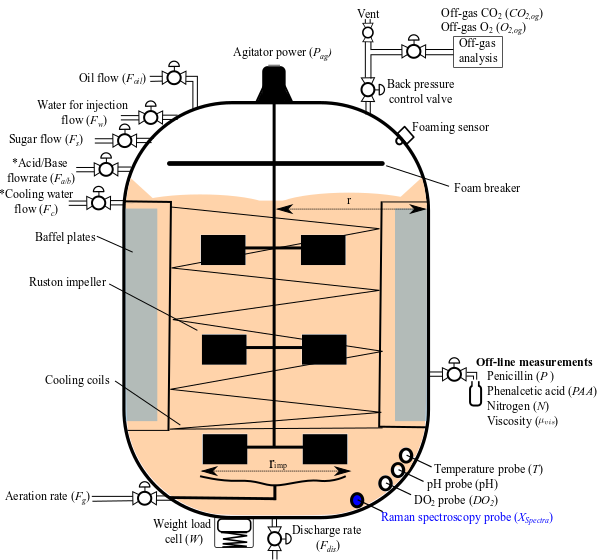 Vent
Off-gas CO2 (CO2,og)
Off-gas O2 (O2,og)
Off-gas
analysis
Agitator power (Pag)
Oil flow (Foil)
Back pressure
control valve
Water for injection
flow (Fw)
Foaming sensor
Sugar flow (Fs)
*Acid/Base
flowrate (Fa/b)
Foam breaker
*Cooling water
flow (Fc)
r
Baffel plates
Ruston impeller
Off-line measurements
Penicillin (P )
Phenalcetic acid (PAA)
Nitrogen (N)
Viscosity (μvis)
Cooling coils
rimp
Temperature probe (T)
pH probe (pH)
DO2 probe (DO2)
Aeration rate (Fg)
Raman spectroscopy probe (XSpectra)
Weight load
cell (W)
Discharge rate
(Fdis)